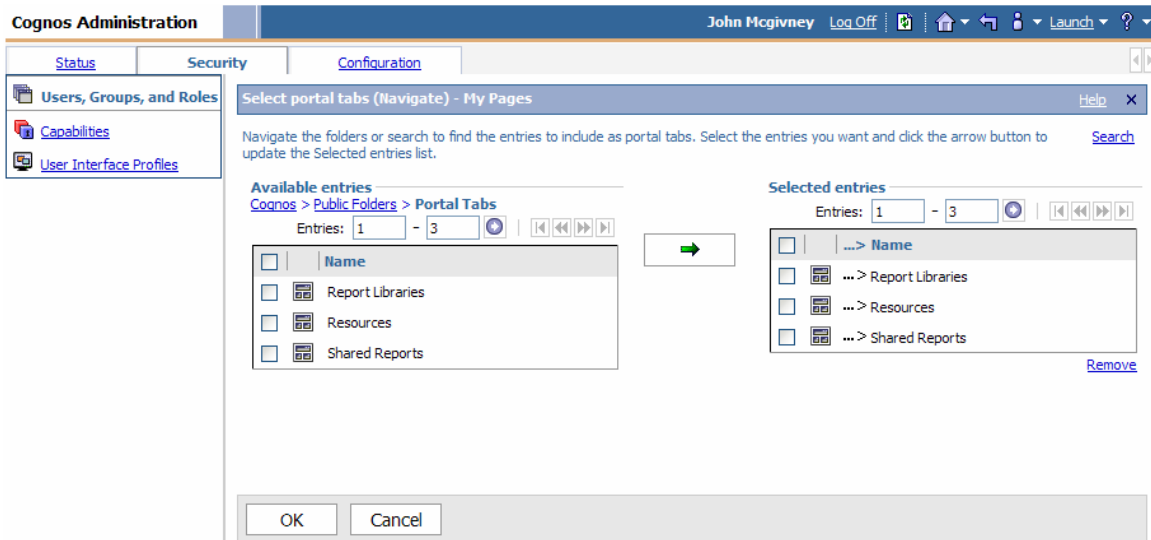 Cognos Administration
John Mcgivney Log Off Launch ?
Status Security Configuration
Users, Groups, and Roles
Capabilities
User Interface Profiles
Select portal tabs (Navigate) - My Pages Help X
Navigate the folders or search to find the entries to include as portal tabs. Select the entries you want and click the arrow button to Search
update the Selected entries list.
Available entries
Cognos > Public Folders > Portal Tabs
Entries: 1 - 3
Name
Report Libraries
Resources
Shared Reports
Selected entries
Entries: 1 - 3
...> Name
...> Report Libraries
...> Resources
...> Shared Reports
Remove
OK Cancel